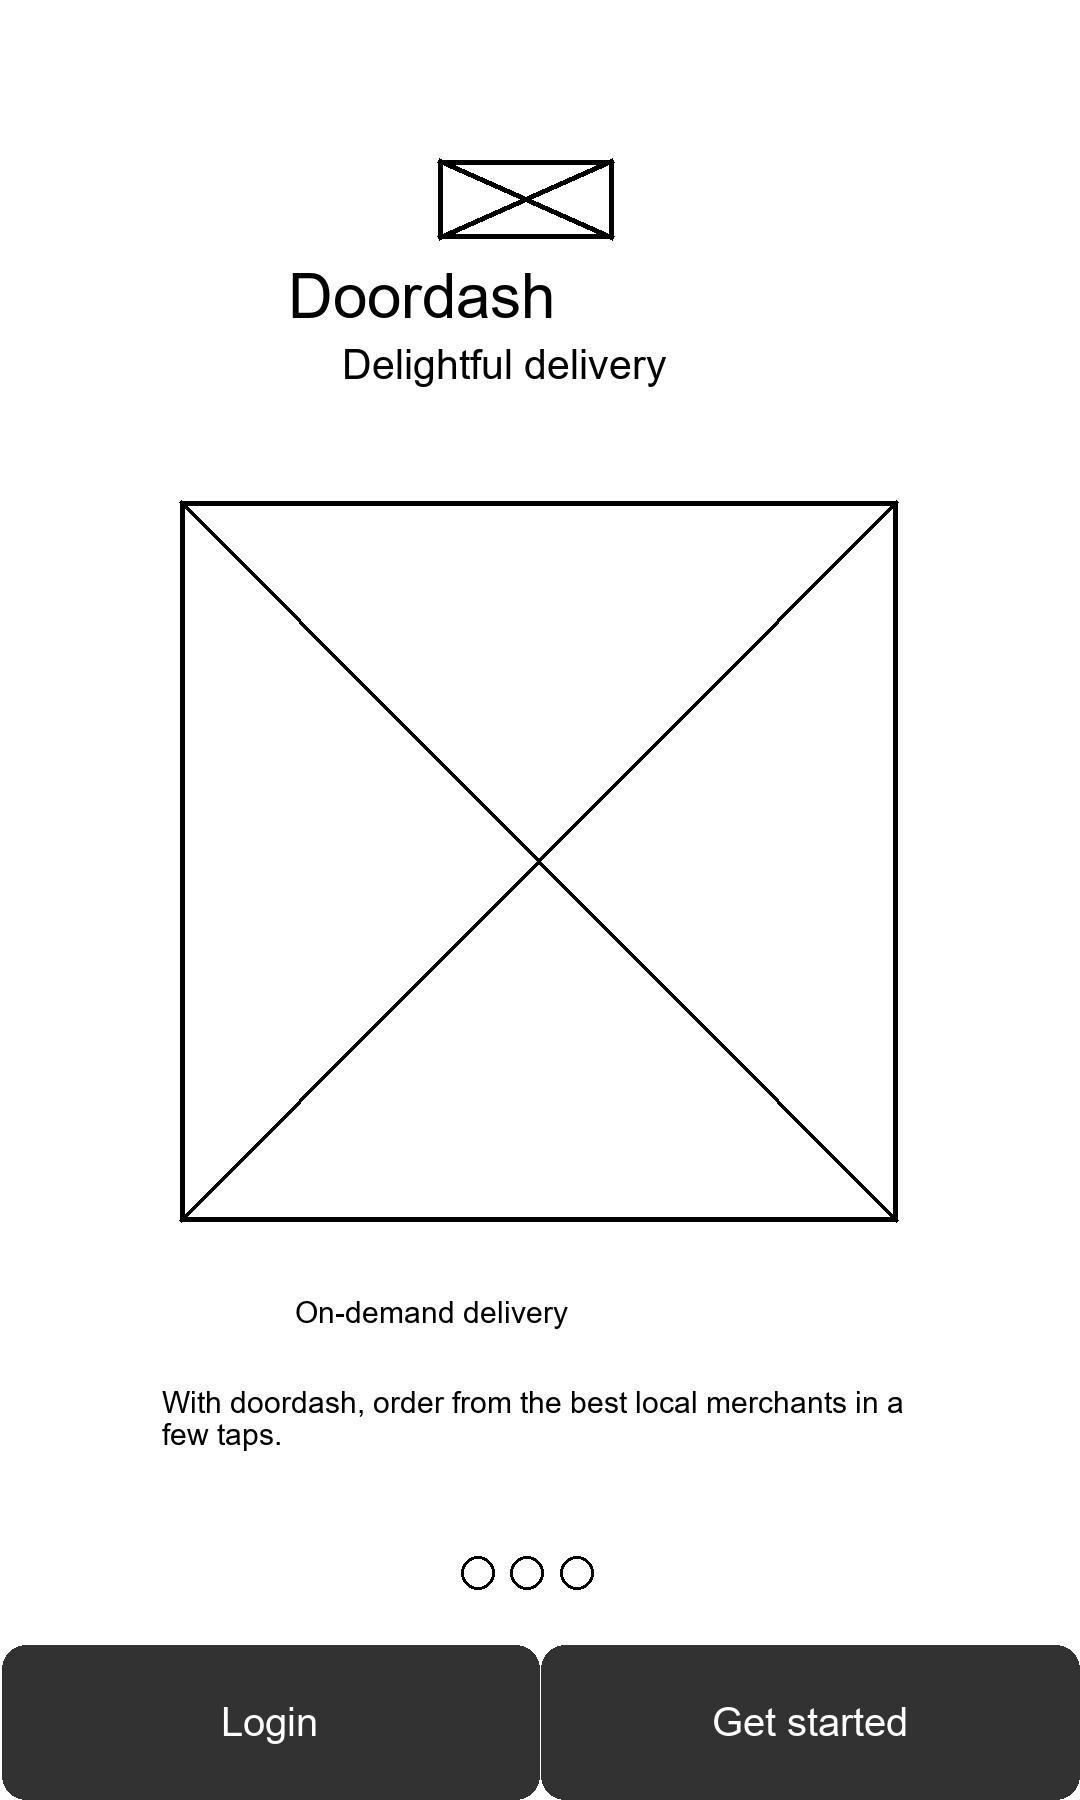 Doordash
Delightful delivery
On-demand delivery
With doordash, order from the best local merchants in a
few taps.
Login
Get started